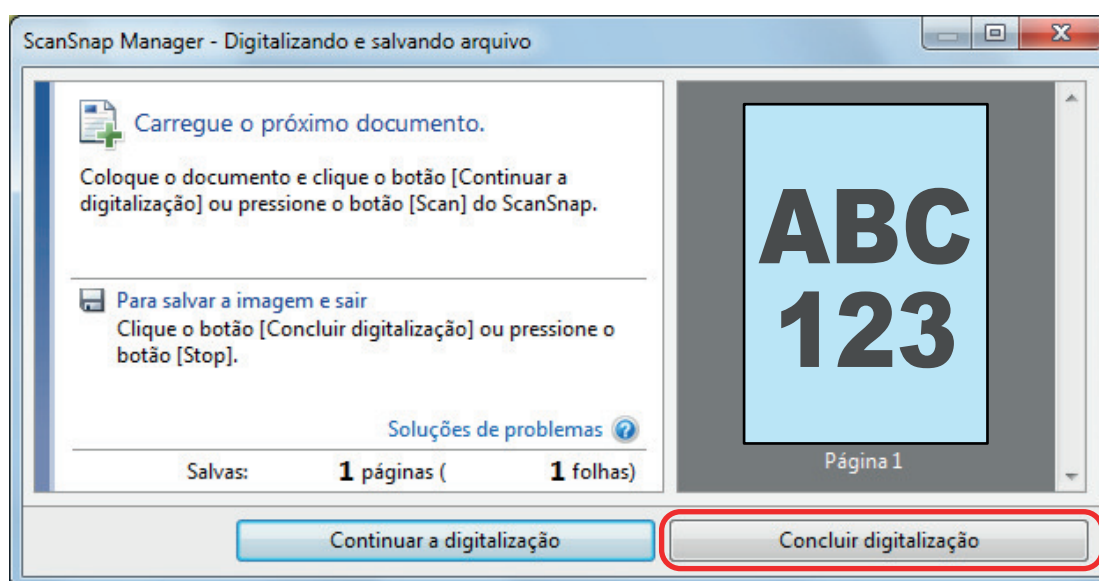 ScanSnap Manager - Digitalizando e salvando arquivo
Carregue o próximo documento.
Coloque o documento e clique o botão [Continuar a
digitalização] ou pressione o botão [Scan] do ScanSnap.
Para salvar a imagem e sair
Clique o botão [Concluir digitalização] ou pressione o
botão [Stop].
Soluções de problemas
Salvas: 1 páginas ( 1 folhas)
ABC
123
Página 1
Continuar a digitalização
Concluir digitalização